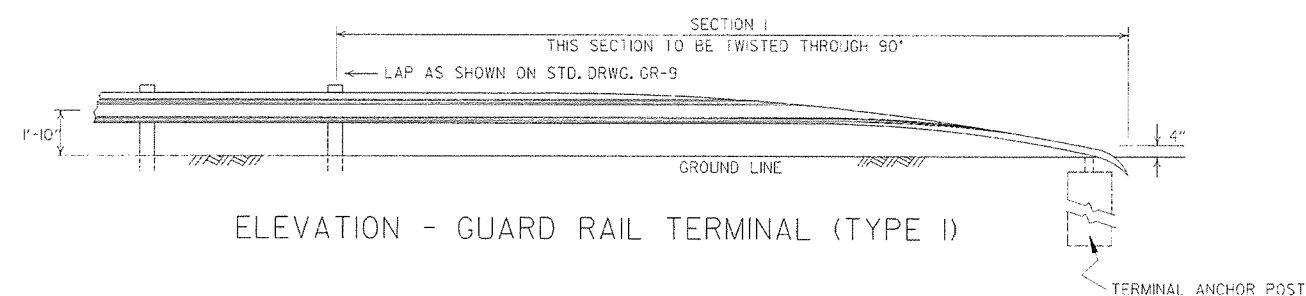 SECTION I
THIS SECTION TO BE TWISTED THROUGH 90°
LAP AS SHOWN ON STD. DRWG. GR-9
1'-10"
4"
GROUND LINE
ELEVATION - GUARD RAIL TERMINAL (TYPE I)
TERMINAL ANCHOR POST